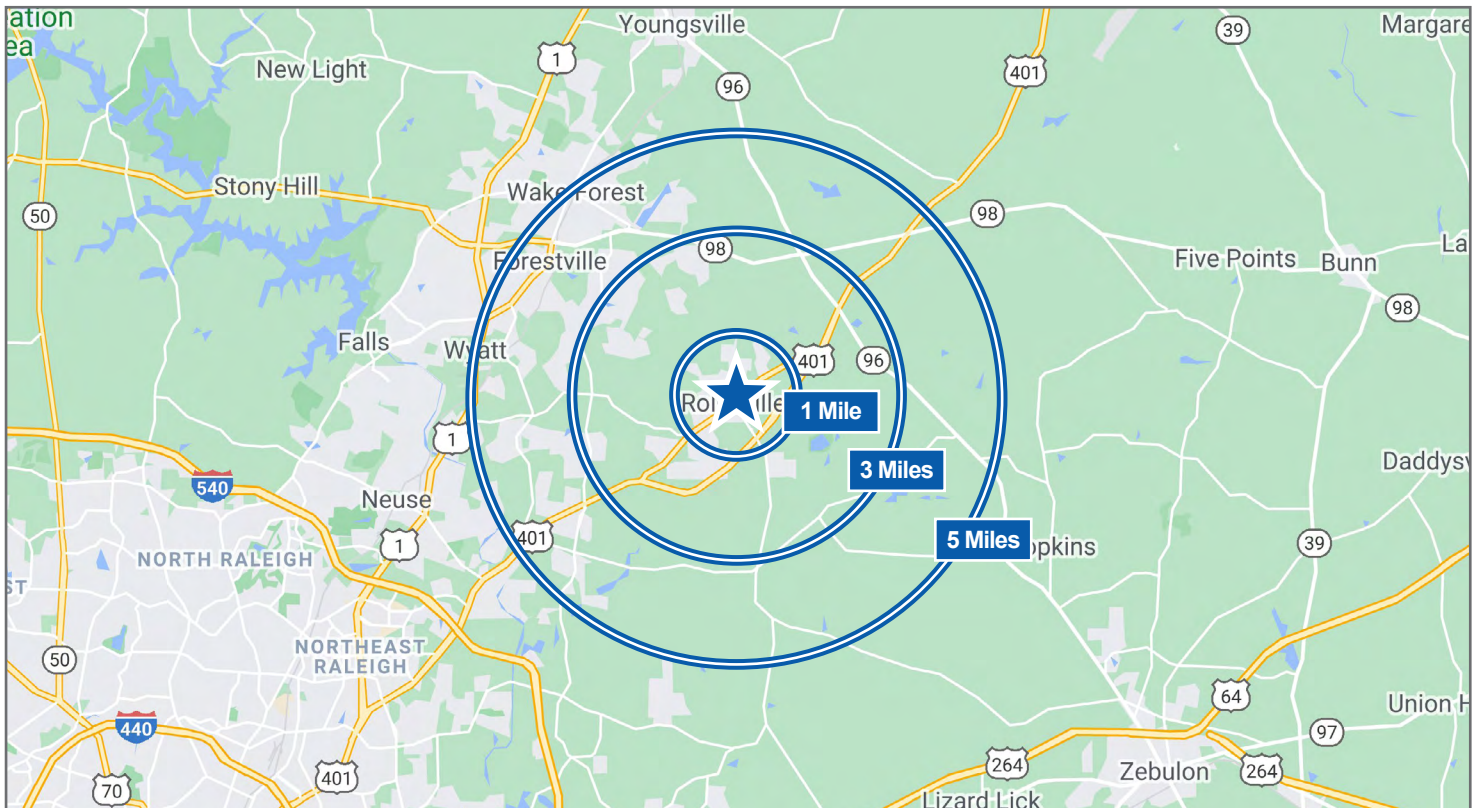 ation
ea
Youngsville
39
Margare
New Light
1
401
96
Stony Hill
Wake Forest
50
98
98
Forestville
Five Points
Bunn
La
98
Falls
Wyatt
401
96
1 Mile
1
3 Miles
Daddysv
540
Neuse
401
5 Miles
opkins
39
1
NORTH RALEIGH
ST
NORTHEAST
RALEIGH
50
64
Union H
440
97
401
264
Zebulon
264
70
Lizard Lick